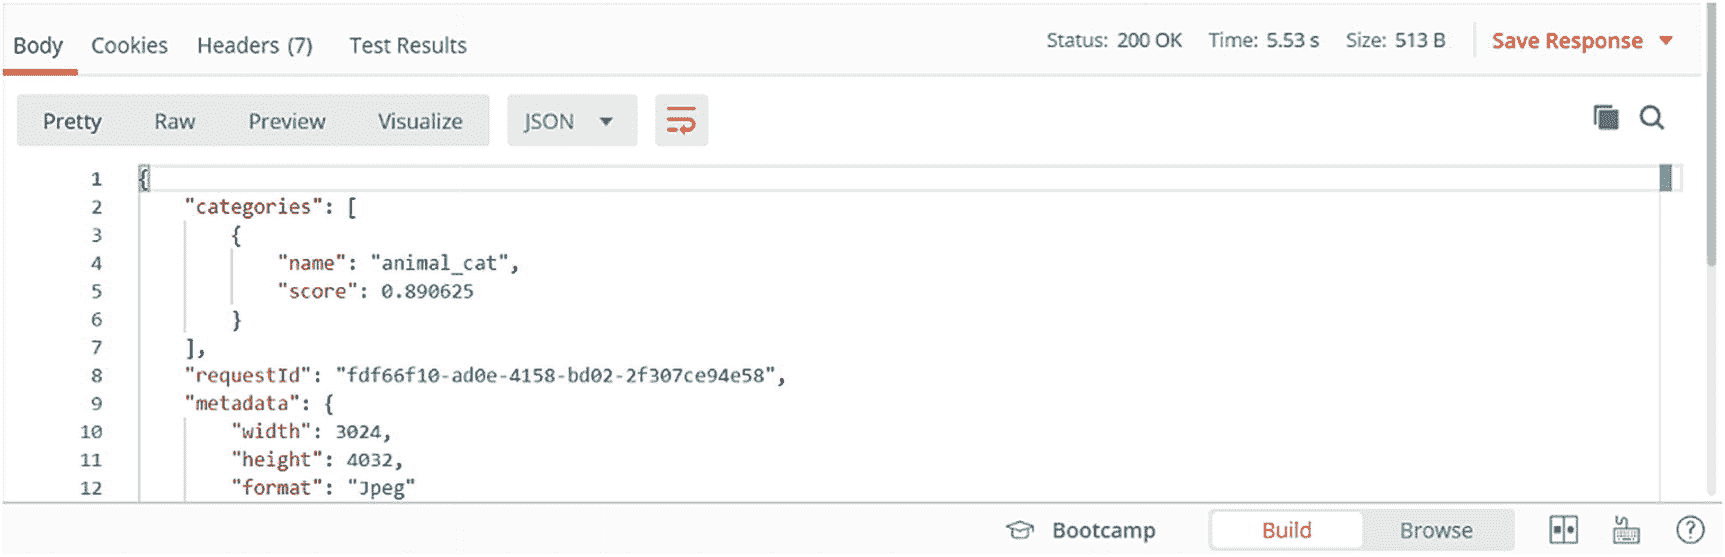 Body Cookies Headers (7) Test Results Status: 200 OK Time: 5.53 s Size: 513 B Save Response
Pretty Raw Preview Visualize JSON
1 {
2 "categories": [
3 {
4 "name": "animal_cat",
5 "score": 0.890625
6 }
7 ],
8 "requestId": "fdf66f10-ad0e-4158-bd02-2f307ce94e58",
9 "metadata": {
10 "width": 3024,
11 "height": 4032,
12 "format": "Jpeg"
Bootcamp Build Browse